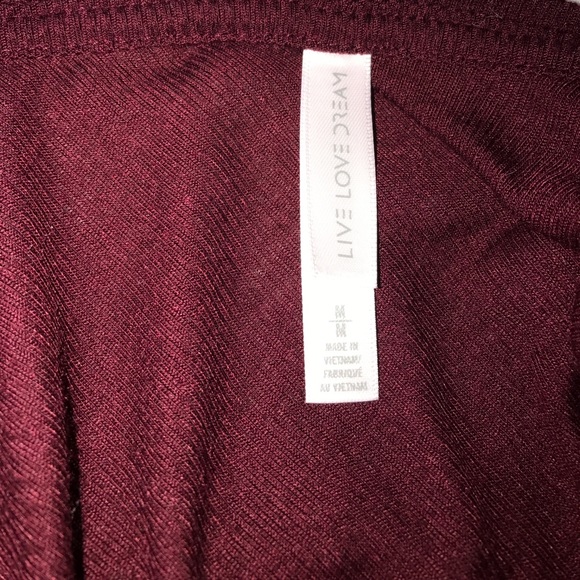 LIVE LOVE DREAM
M
M
MADE IN
VIETNAM/
FABRIQUÉ
AU VIETNAM